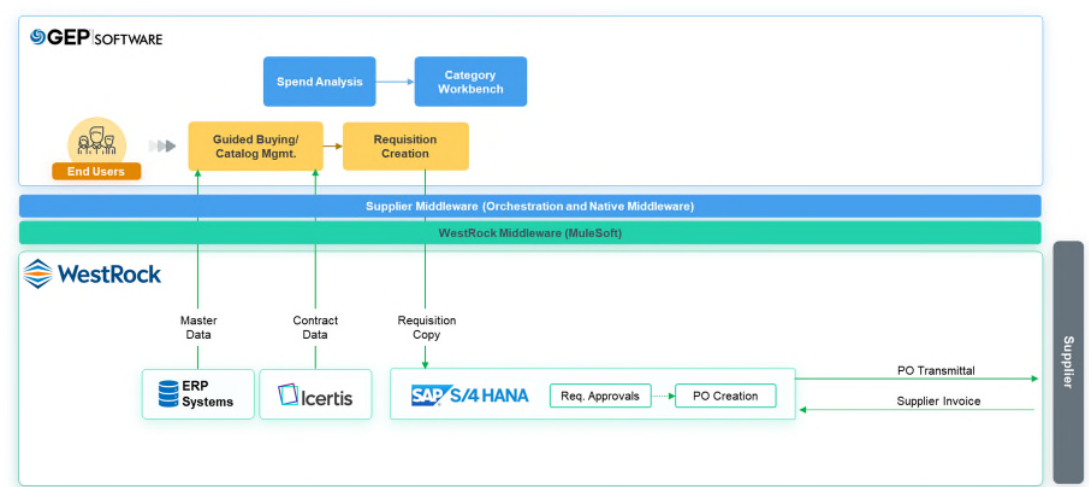 GEP SOFTWARE
Spend Analysis
Category
Workbench
End Users
Guided Buying/
Catalog Mgmt.
Requisition
Creation
Supplier Middleware (Orchestration and Native Middleware)
WestRock Middleware (MuleSoft)
WestRock
Master
Data
Contract
Data
Requisition
Copy
ERP
Systems
Icertis
SAP S/4 HANA
Req. Approvals
PO Creation
PO Transmittal
Supplier Invoice
Supplier